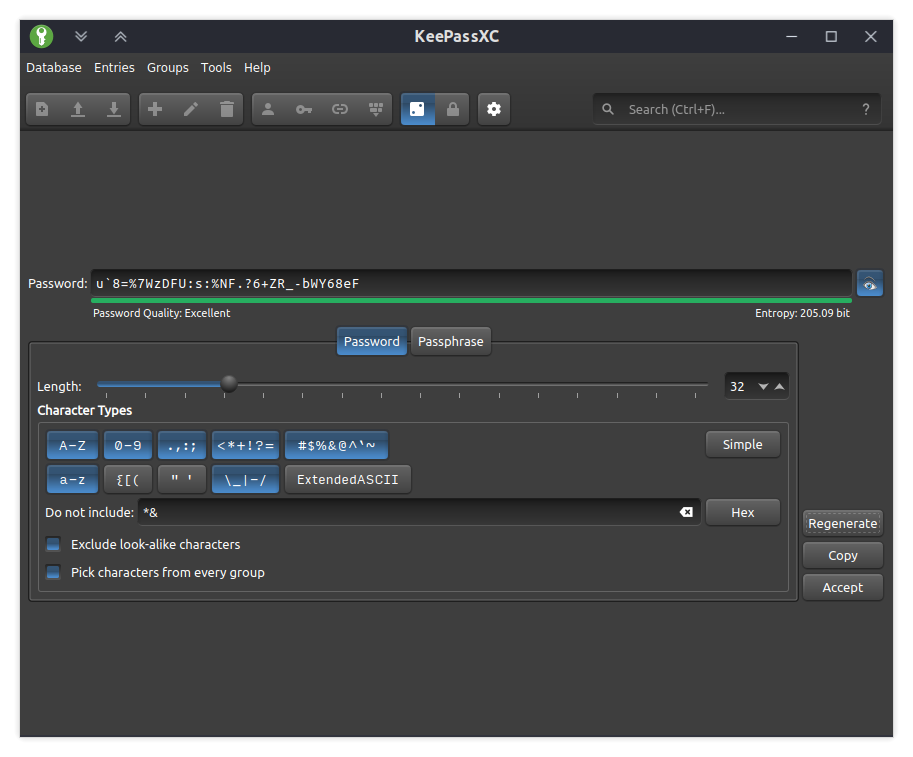 KeePassXC
Database Entries Groups Tools Help
Search (Ctrl+F)... ?
Password: u`8=%7WzDFU:s:%NF.?6+ZR_-bWY68eF
Password Quality: Excellent Entropy: 205.09 bit
Password Passphrase
Length: 32
Character Types
A-Z 0-9 .,:; <*+!?= #$%&@^`~ Simple
a-z {[( " ' \_|-/ ExtendedASCII
Do not include: *& Hex
Regenerate
Exclude look-alike characters
Copy
Pick characters from every group
Accept